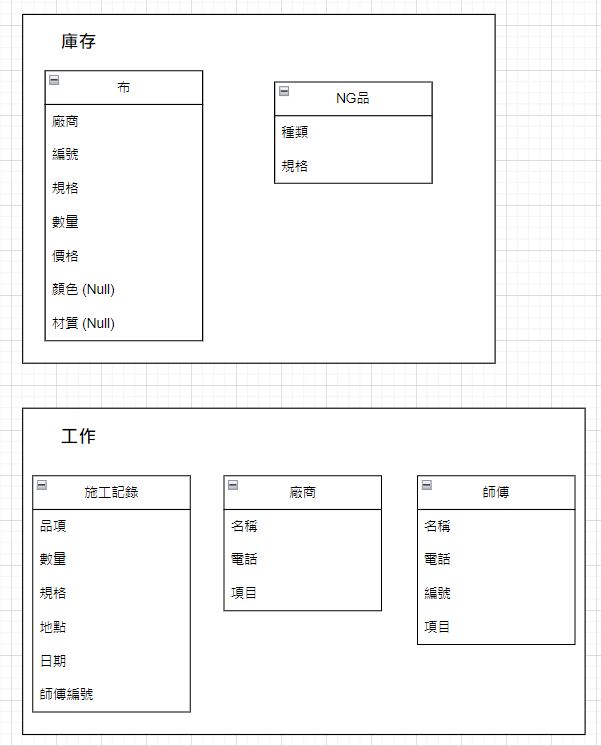 庫存
布
廠商
編號
規格
數量
價格
顏色 (Null)
材質 (Null)
NG品
種類
規格
工作
施工記錄
品項
數量
規格
地點
日期
師傅編號
廠商
名稱
電話
項目
師傅
名稱
電話
編號
項目